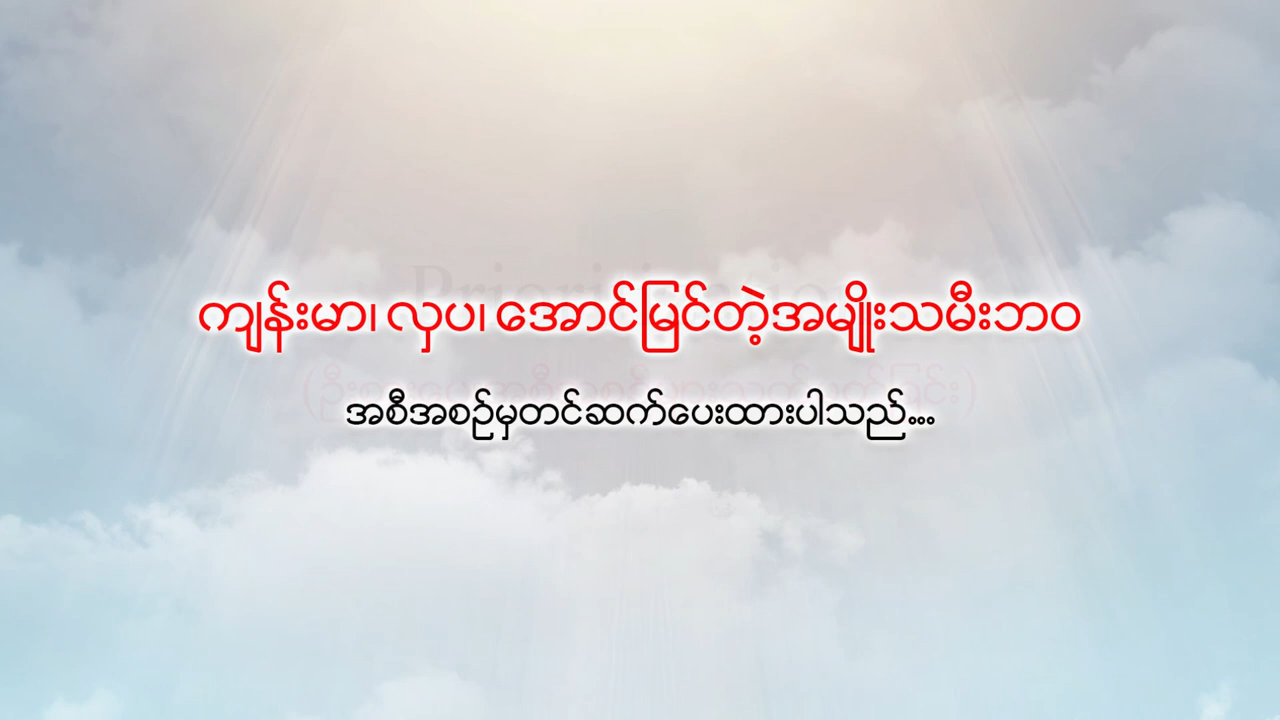 ကျန်းမာ၊ လှပ၊ အောင်မြင်တဲ့အမျိုးသမီးဘဝ
အစီအစဉ်မှတင်ဆက်ပေးထားပါသည်...